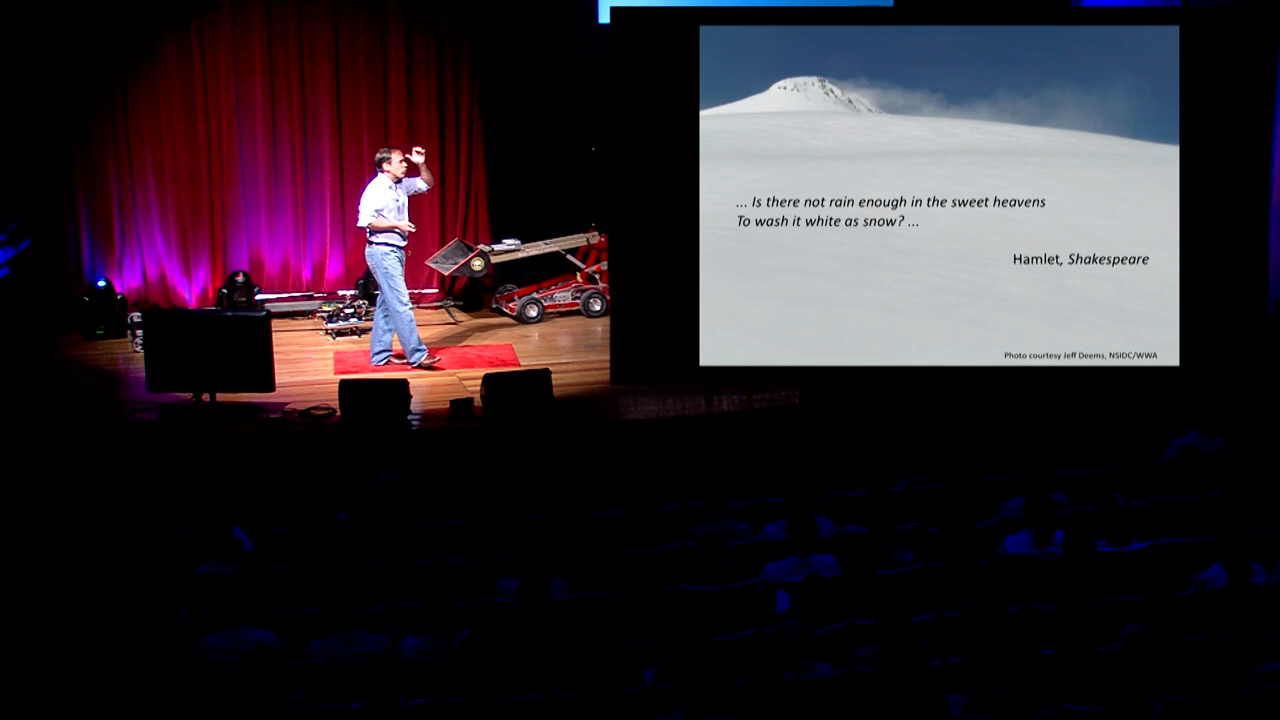 ... Is there not rain enough in the sweet heavens
To wash it white as snow? ...
Hamlet, Shakespeare
Photo courtesy Jeff Deems, NSIDC/WWA